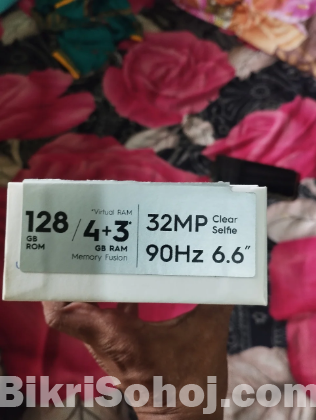 128 GB ROM / 4+3* GB RAM
*Virtual RAM
Memory Fusion
32MP Clear Selfie
90Hz 6.6"
BikriSohoj.com